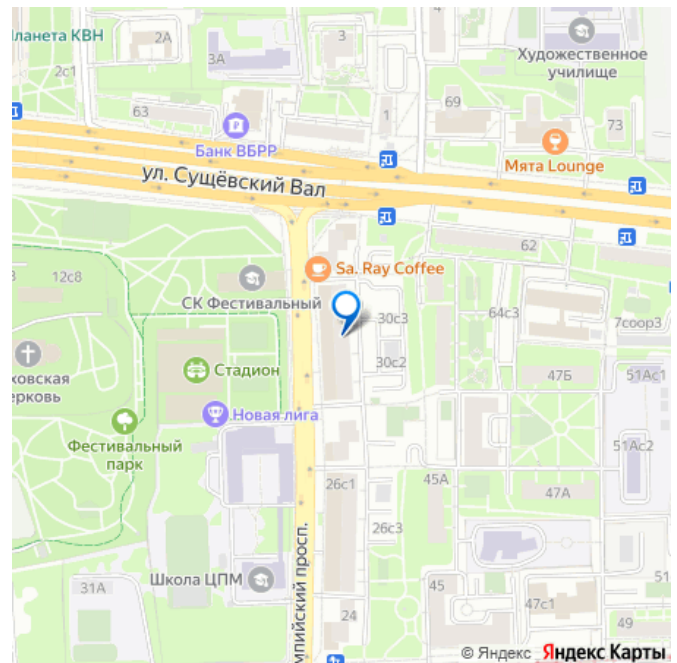 Планета КВН
2А
3
Художественное
училище
3А
2с1
63
Банк ВБРР
1
69
73
Мята Lounge
ул. Сущёвский Вал
62
Sa. Ray Coffee
12с8
СК Фестивальный
30с3
64с3
7соор3
30с2
Стадион
47Б
51Ас1
Новая лига
Фестивальный
парк
51Ас2
26с1
45А
47А
26с3
Школа ЦПМ
31А
45
47с1
51
49
24
© Яндекс Яндекс Карты